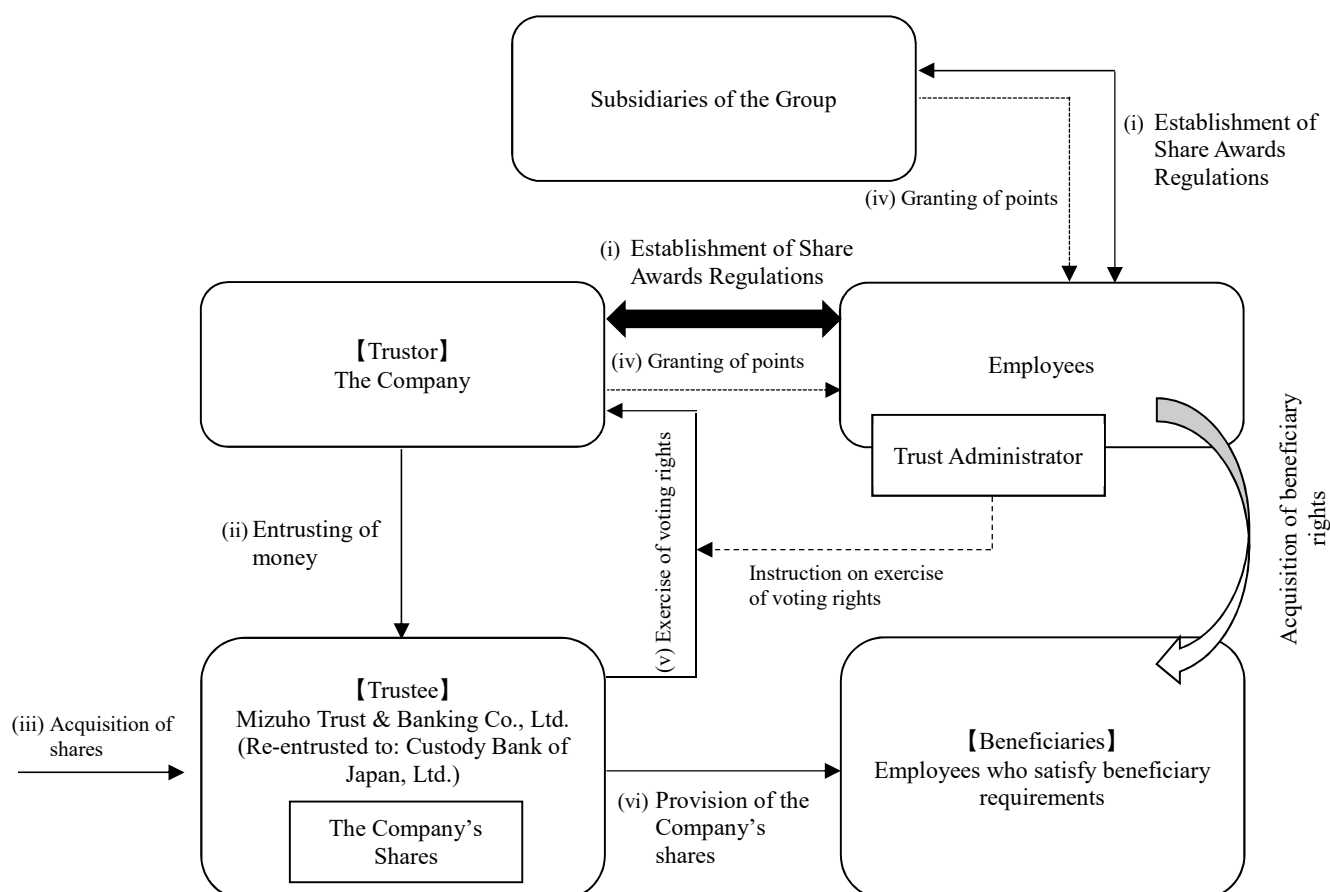 Subsidiaries of the Group
(i) Establishment of
Share Awards
Regulations
(iv) Granting of points
(i) Establishment of Share
Awards Regulations
【Trustor】
The Company
(iv) Granting of points
Employees
Trust Administrator
Acquisition of beneficiary
rights
(ii) Entrusting of
money
(v) Exercise of voting rights
Instruction on exercise
of voting rights
(iii) Acquisition of
shares
【Trustee】
Mizuho Trust & Banking Co., Ltd.
(Re-entrusted to: Custody Bank of
Japan, Ltd.)
The Company’s
Shares
(vi) Provision of the
Company’s
shares
【Beneficiaries】
Employees who satisfy beneficiary
requirements